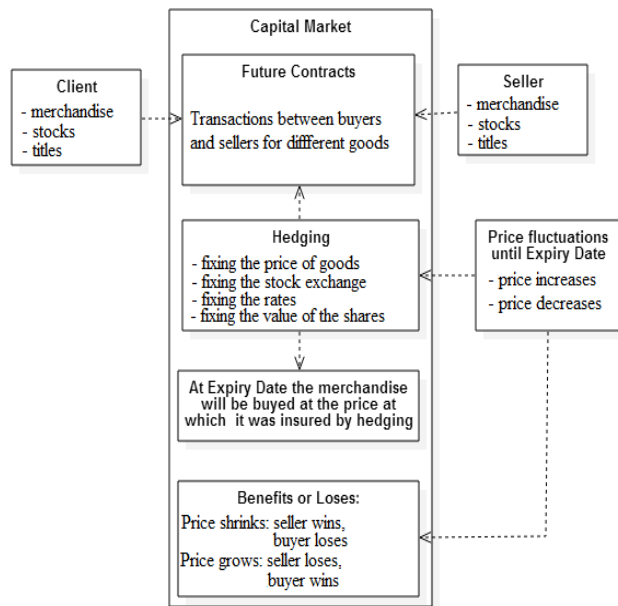 Capital Market
Client
- merchandise
- stocks
- titles
Future Contracts
Transactions between buyers
and sellers for diffferent goods
Seller
- merchandise
- stocks
- titles
Hedging
- fixing the price of goods
- fixing the stock exchange
- fixing the rates
- fixing the value of the shares
Price fluctuations
until Expiry Date
- price increases
- price decreases
At Expiry Date the merchandise
will be buyed at the price at
which it was insured by hedging
Benefits or Loses:
Price shrinks: seller wins,
buyer loses
Price grows: seller loses,
buyer wins